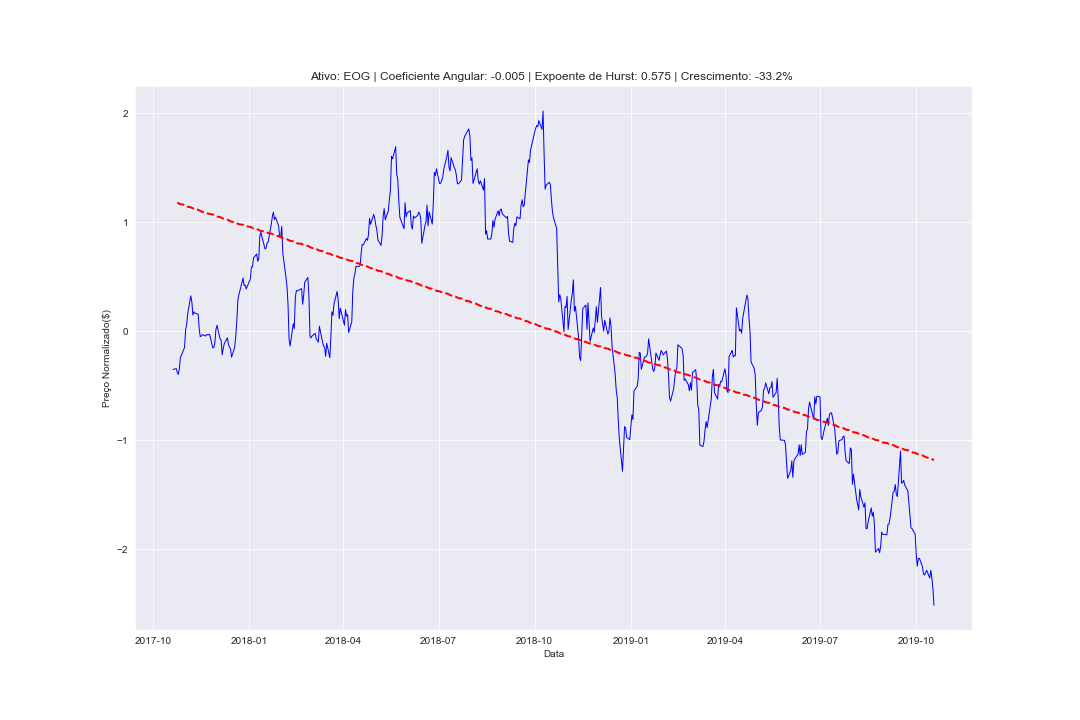 Ativo: EOG | Coeficiente Angular: -0.005 | Expoente de Hurst: 0.575 | Crescimento: -33.2%
Preço Normalizado($)
2
1
0
−1
−2
2017-10 2018-01 2018-04 2018-07 2018-10 2019-01 2019-04 2019-07 2019-10
Data